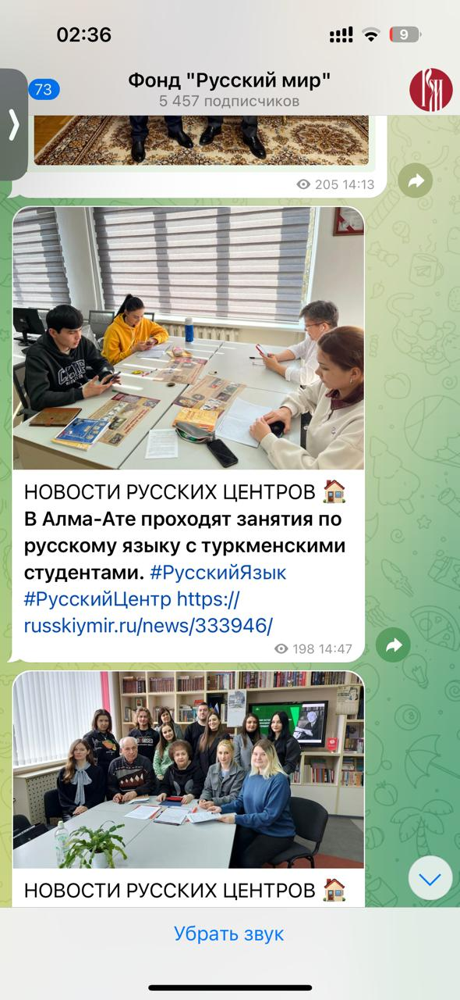 02:36
9
73
Фонд "Русский мир"
5 457 подписчиков
205 14:13
НОВОСТИ РУССКИХ ЦЕНТРОВ 🏠
В Алма-Ате проходят занятия по
русскому языку с туркменскими
студентами. #РусскийЯзык
#РусскийЦентр https://
russkiymir.ru/news/333946/
198 14:47
НОВОСТИ РУССКИХ ЦЕНТРОВ 🏠
Убрать звук